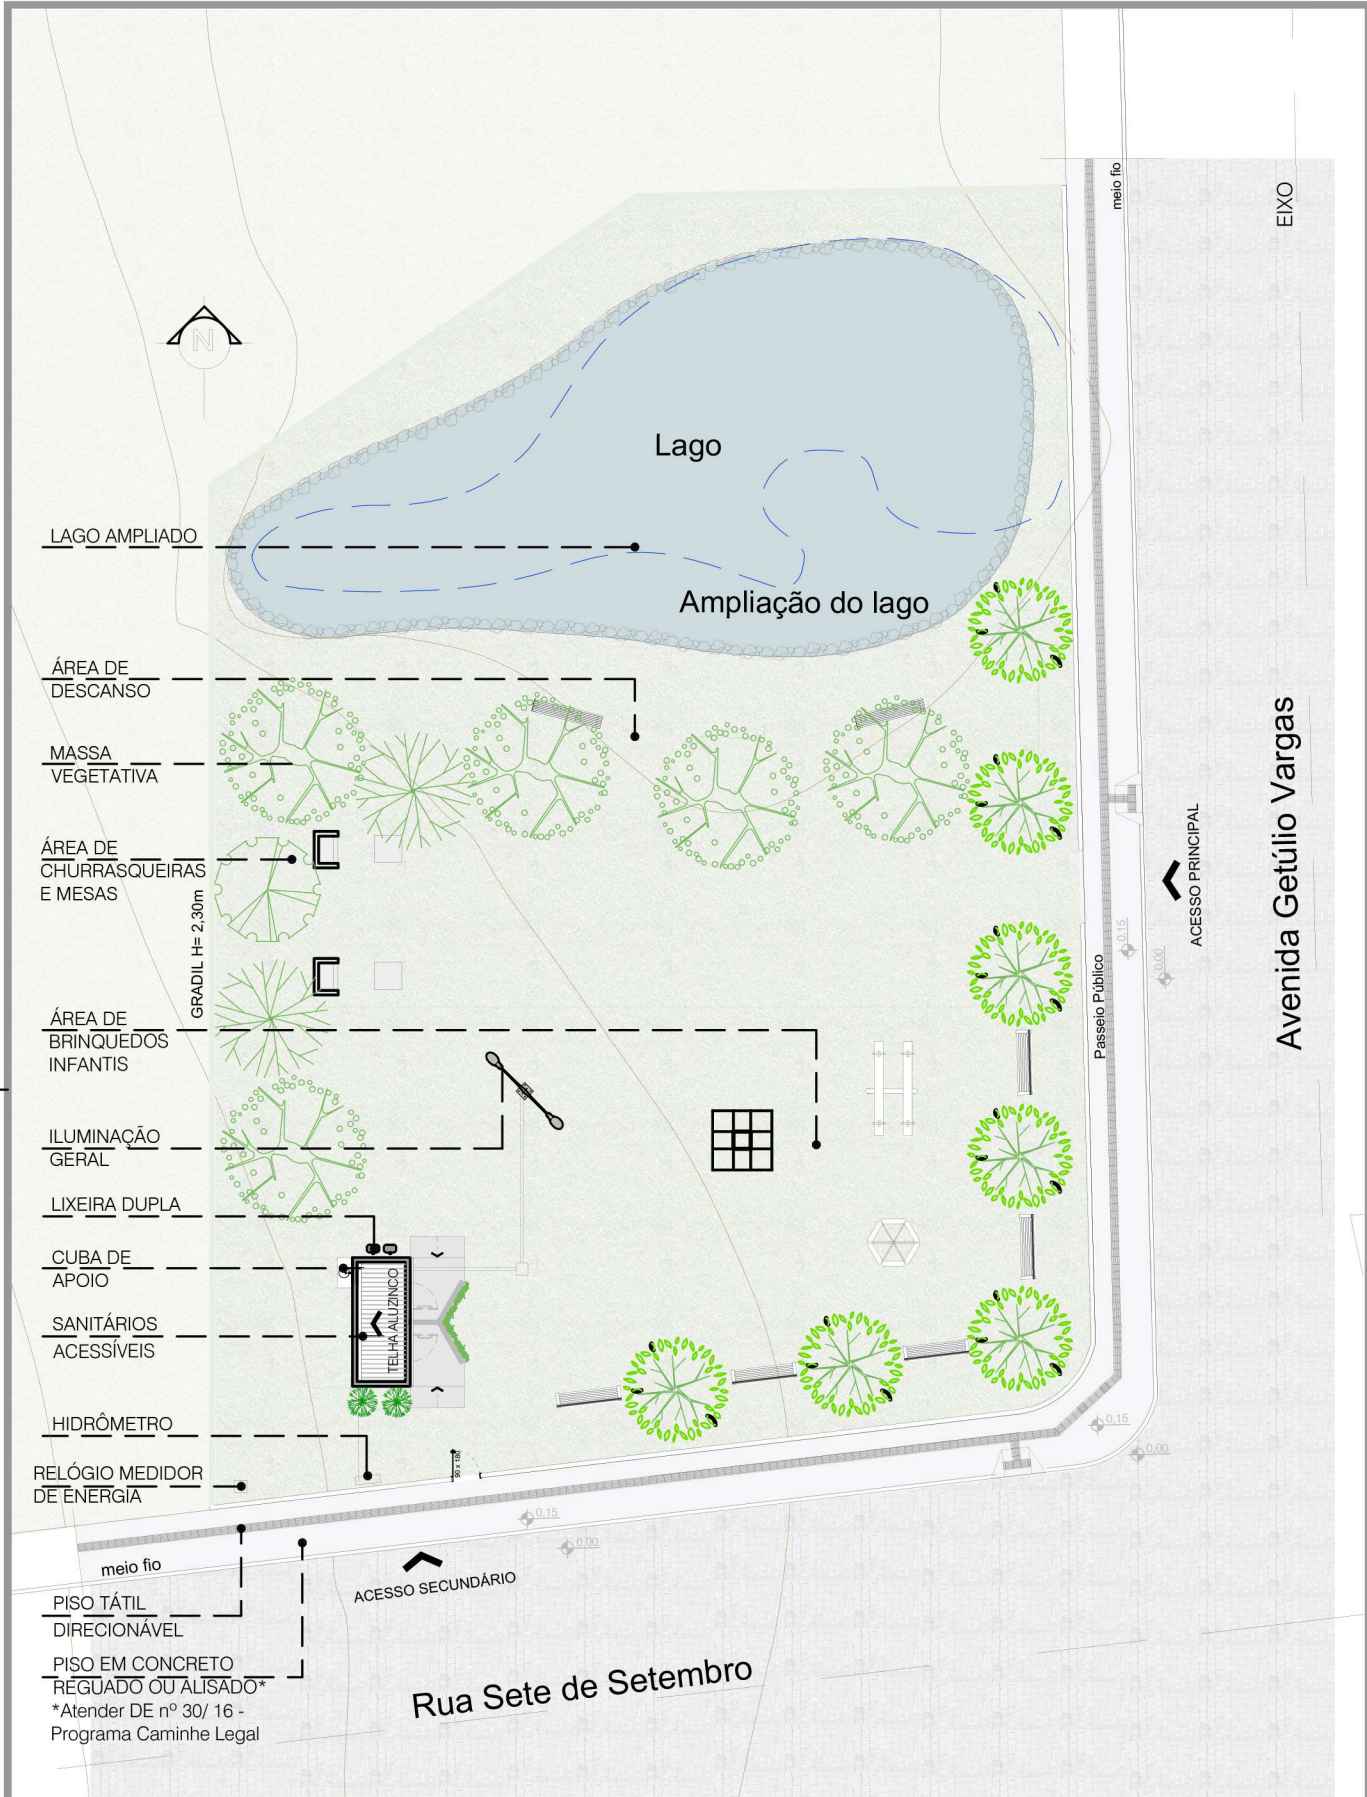 meio fio
EIXO
N
Lago
LAGO AMPLIADO
Ampliação do lago
ÁREA DE
DESCANSO
MASSA
VEGETATIVA
ÁREA DE
CHURRASQUEIRAS
E MESAS
GRADIL H= 2,30m
ACESSO PRINCIPAL
Avenida Getúlio Vargas
0,15
0,00
Passeio Público
ÁREA DE
BRINQUEDOS
INFANTIS
ILUMINAÇÃO
GERAL
LIXEIRA DUPLA
CUBA DE
APOIO
TELHA ALUZINCO
SANITÁRIOS
ACESSÍVEIS
HIDRÔMETRO
0,15
0,00
90 x 180
RELÓGIO MEDIDOR
DE ENERGIA
0,15
0,00
meio fio
ACESSO SECUNDÁRIO
PISO TÁTIL
DIRECIONÁVEL
PISO EM CONCRETO
REGUADO OU ALISADO*
*Atender DE nº 30/ 16 -
Programa Caminhe Legal
Rua Sete de Setembro